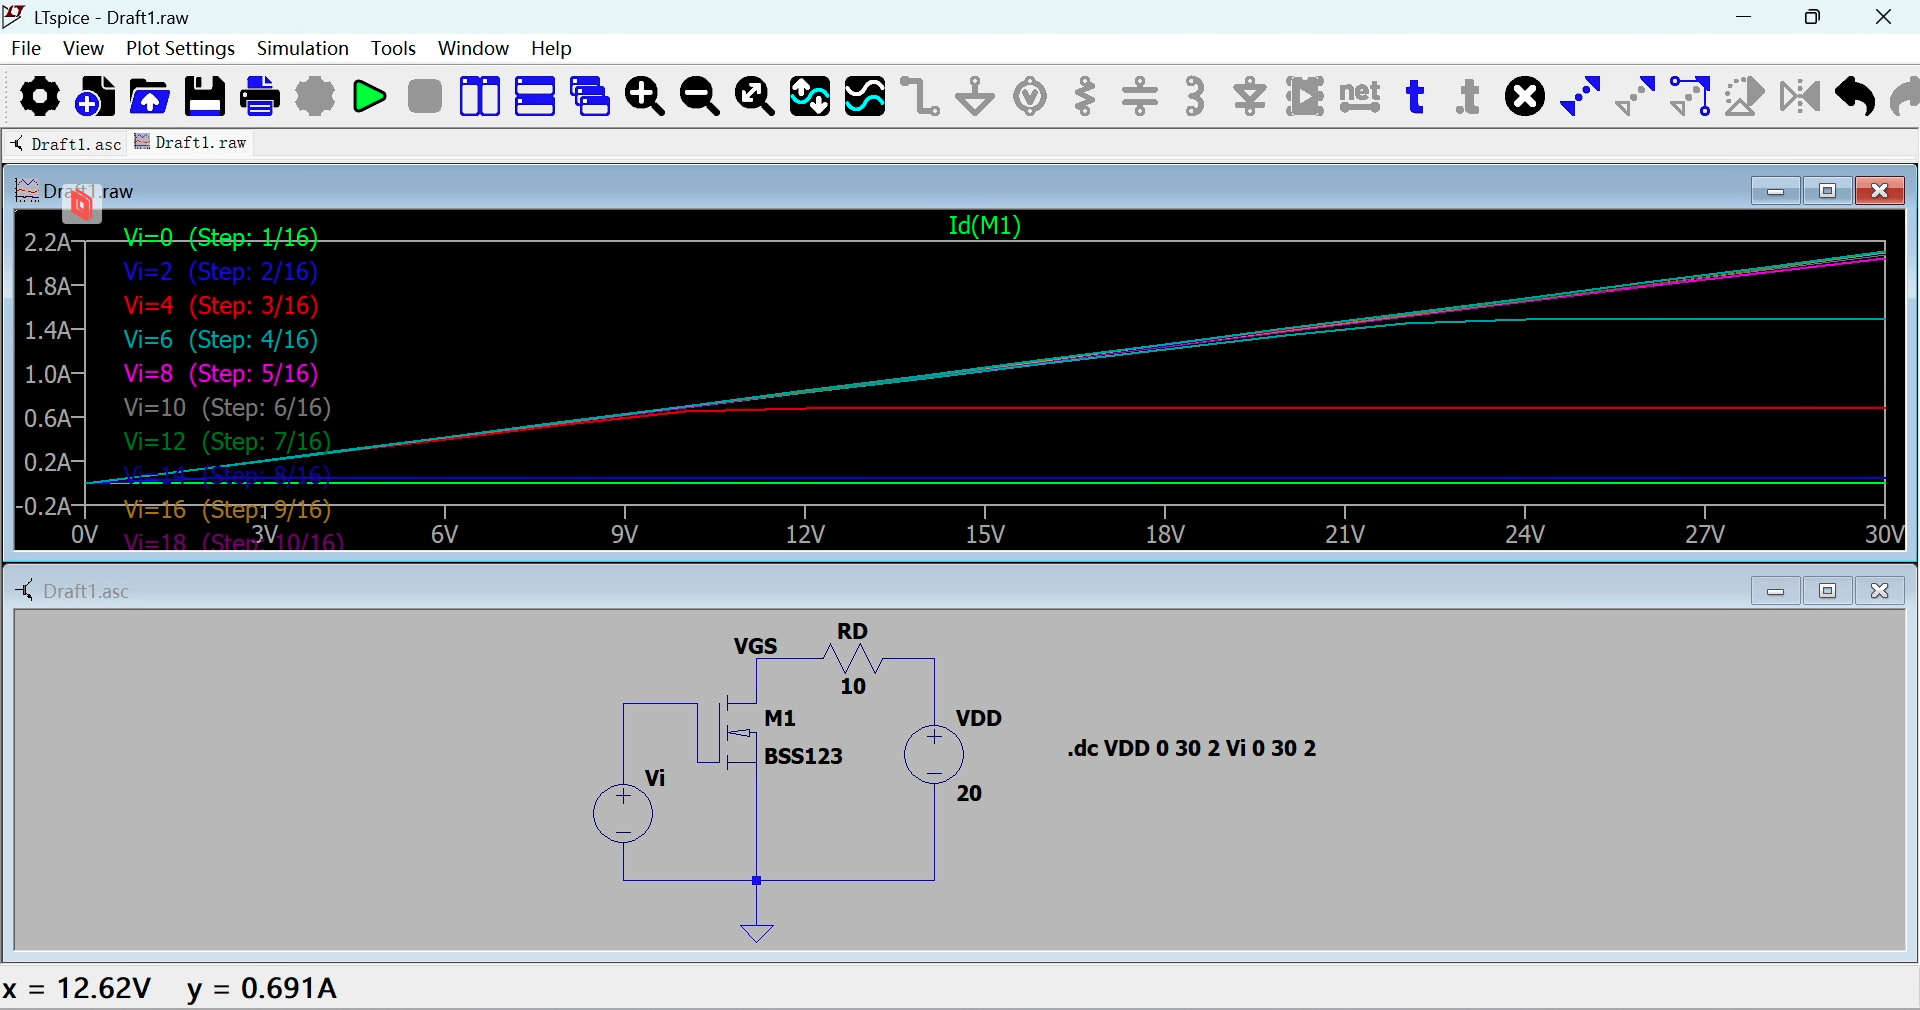 LTspice - Draft1.raw
File View Plot Settings Simulation Tools Window Help
net t .t
Draft1.asc Draft1.raw
Draft1.raw
Id(M1)
2.2A
1.8A
1.4A
1.0A
0.6A
0.2A
-0.2A
Vi=0 (Step: 1/16)
Vi=2 (Step: 2/16)
Vi=4 (Step: 3/16)
Vi=6 (Step: 4/16)
Vi=8 (Step: 5/16)
Vi=10 (Step: 6/16)
Vi=12 (Step: 7/16)
Vi=14 (Step: 8/16)
Vi=16 (Step: 9/16)
Vi=18 (Step: 10/16)
0V 3V 6V 9V 12V 15V 18V 21V 24V 27V 30V
Draft1.asc
RD
VGS
10
M1
VDD
BSS123
.dc VDD 0 30 2 Vi 0 30 2
Vi
20
x = 12.62V y = 0.691A